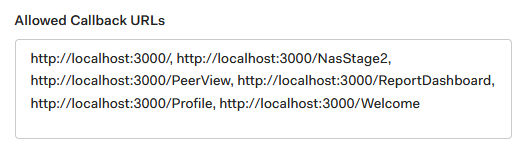 Allowed Callback URLs
http://localhost:3000/, http://localhost:3000/NasStage2,
http://localhost:3000/PeerView, http://localhost:3000/ReportDashboard,
http://localhost:3000/Profile, http://localhost:3000/Welcome